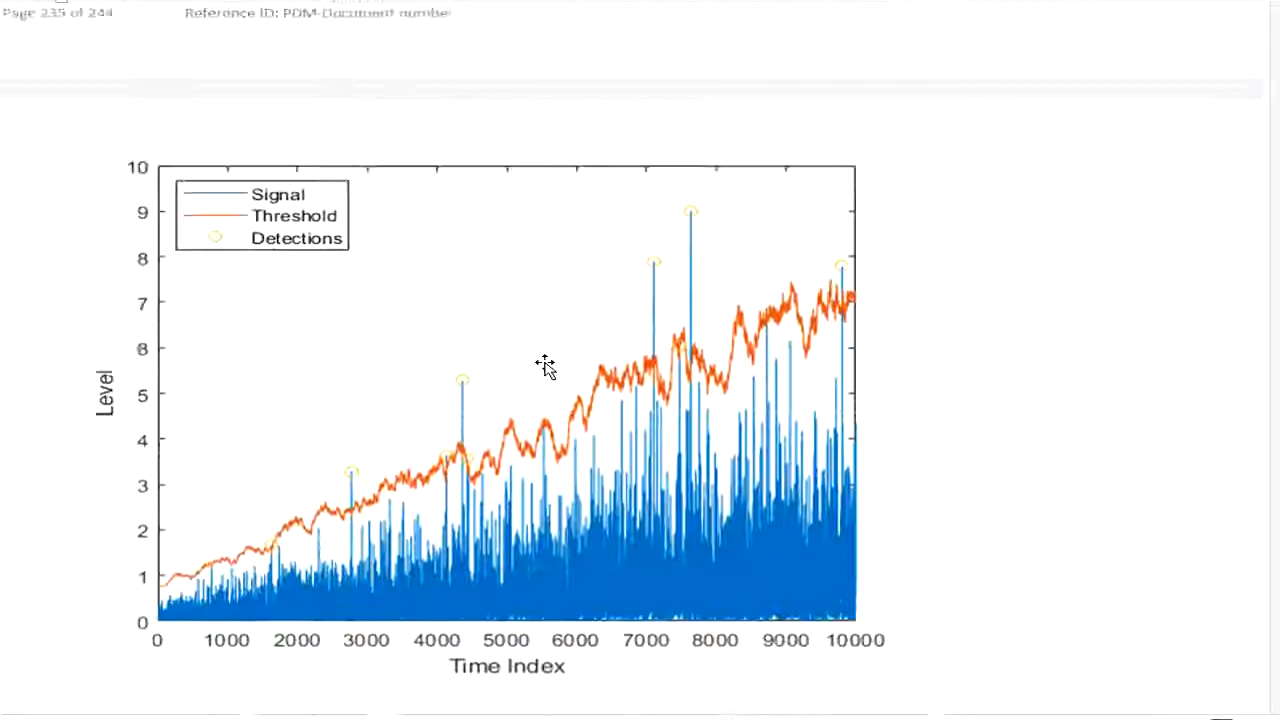 Page 235 of 244 Reference ID: PDM-Document number
10
9
8
7
6
5
4
3
2
1
0
Level
Signal
Threshold
Detections
0 1000 2000 3000 4000 5000 6000 7000 8000 9000 10000
Time Index